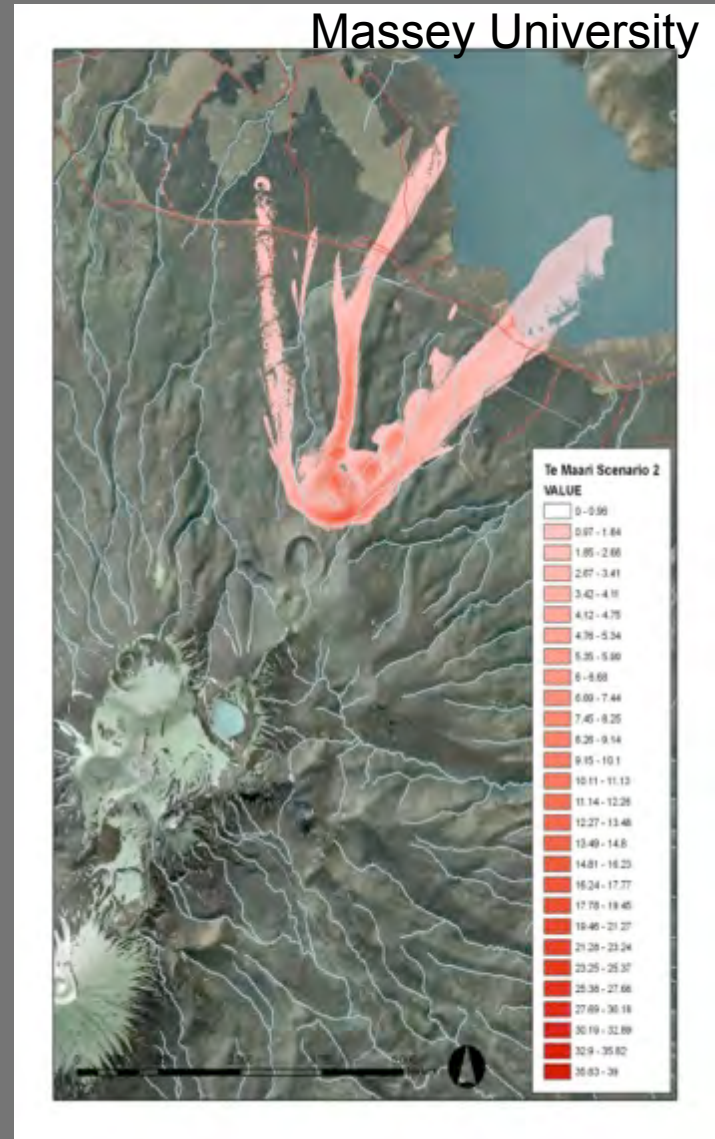 Massey University
Te Maari Scenario 2
VALUE
0 - 0.96
0.97 - 1.84
1.85 - 2.66
2.67 - 3.41
3.42 - 4.11
4.12 - 4.75
4.76 - 5.34
5.35 - 5.99
6 - 6.68
6.69 - 7.44
7.45 - 8.25
8.26 - 9.14
9.15 - 10.1
10.11 - 11.13
11.14 - 12.26
12.27 - 13.48
13.49 - 14.8
14.81 - 16.23
16.24 - 17.77
17.78 - 19.45
19.46 - 21.27
21.28 - 23.24
23.25 - 25.37
25.38 - 27.68
27.69 - 30.18
30.19 - 32.89
32.9 - 35.82
35.83 - 39